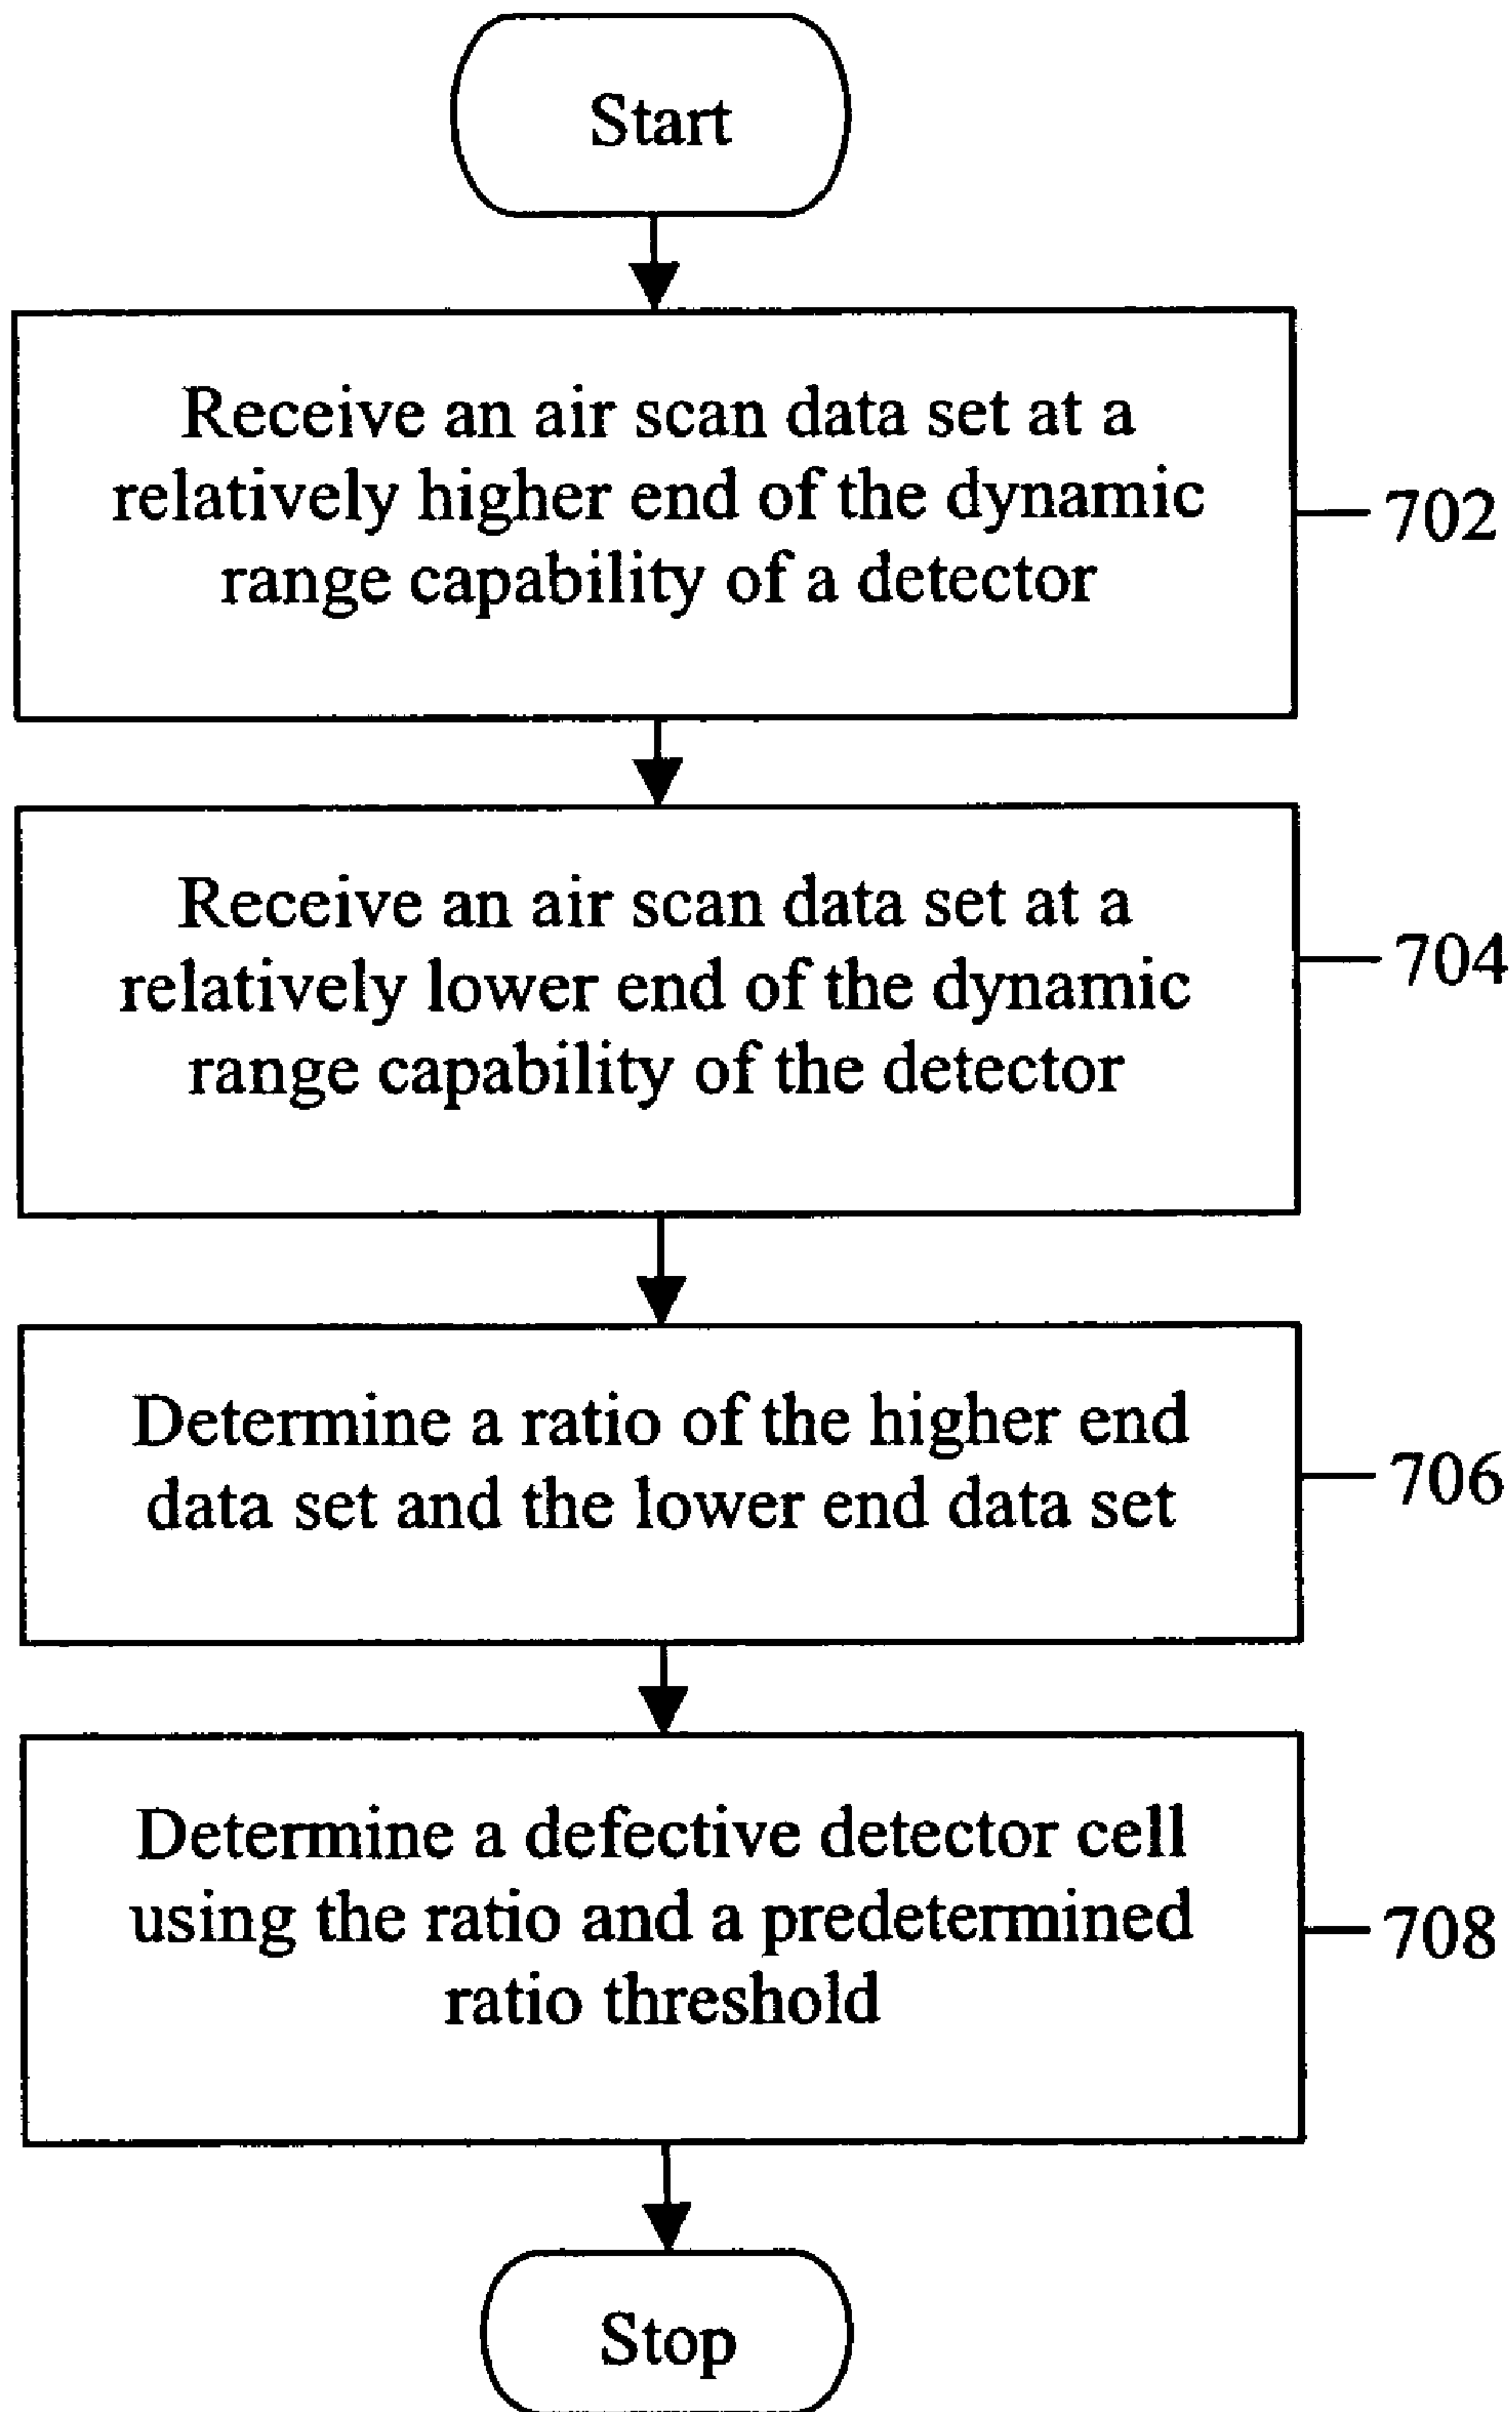 Start
Receive an air scan data set at a
relatively higher end of the dynamic
range capability of a detector
702
Receive an air scan data set at a
relatively lower end of the dynamic
range capability of the detector
704
Determine a ratio of the higher end
data set and the lower end data set
706
Determine a defective detector cell
using the ratio and a predetermined
ratio threshold
708
Stop